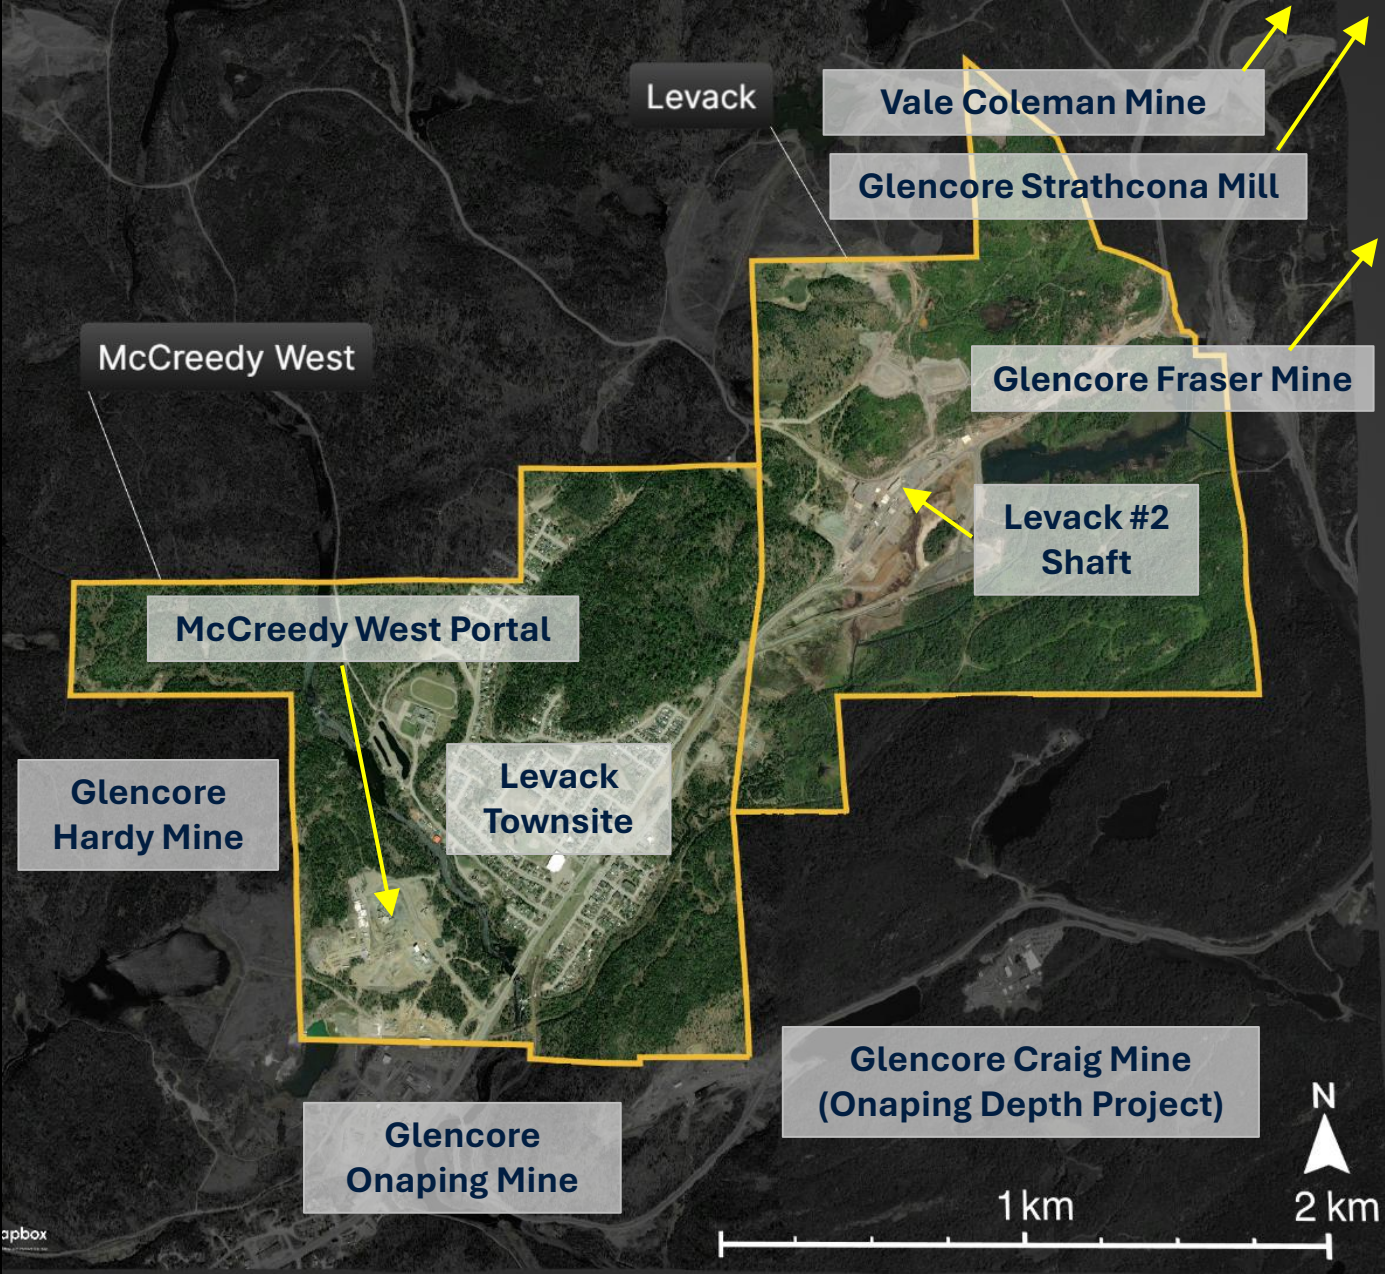 Levack
Vale Coleman Mine
Glencore Strathcona Mill
McCreedy West
Glencore Fraser Mine
Levack #2
Shaft
McCreedy West Portal
Levack
Townsite
Glencore
Hardy Mine
Glencore Craig Mine
(Onaping Depth Project)
Glencore
Onaping Mine
N
1 km
2 km
apbox